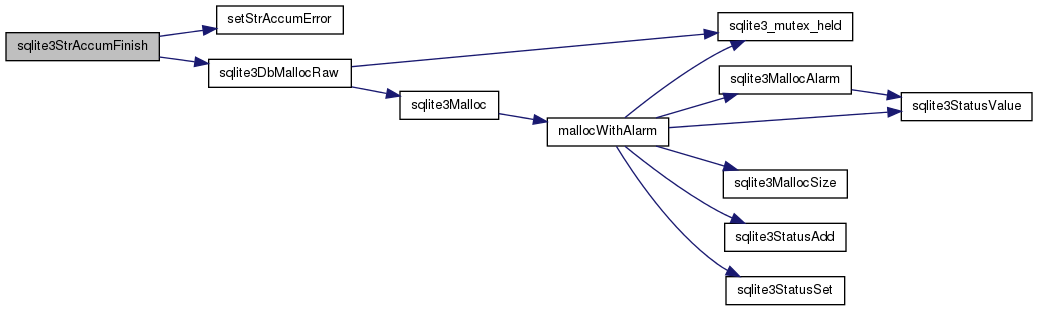 sqlite3StrAccumFinish
setStrAccumError
sqlite3DbMallocRaw
sqlite3Malloc
mallocWithAlarm
sqlite3_mutex_held
sqlite3MallocAlarm
sqlite3StatusValue
sqlite3MallocSize
sqlite3StatusAdd
sqlite3StatusSet